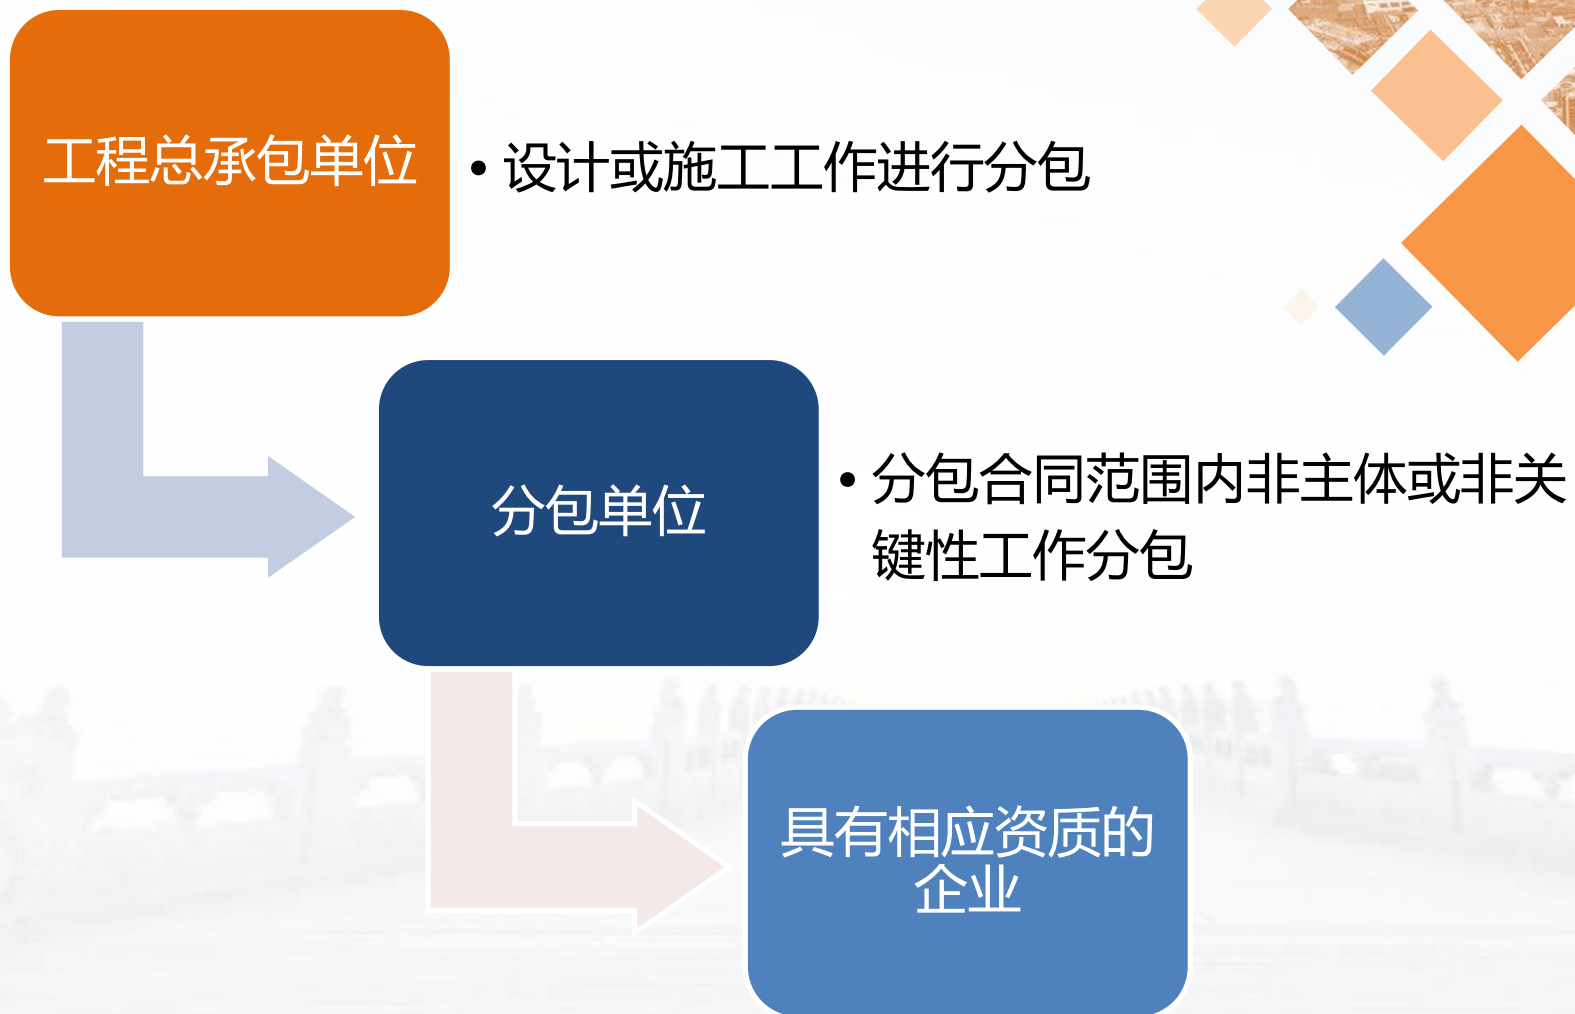 工程总承包单位
• 设计或施工工作进行分包
分包单位
• 分包合同范围内非主体或非关
键性工作分包
具有相应资质的
企业